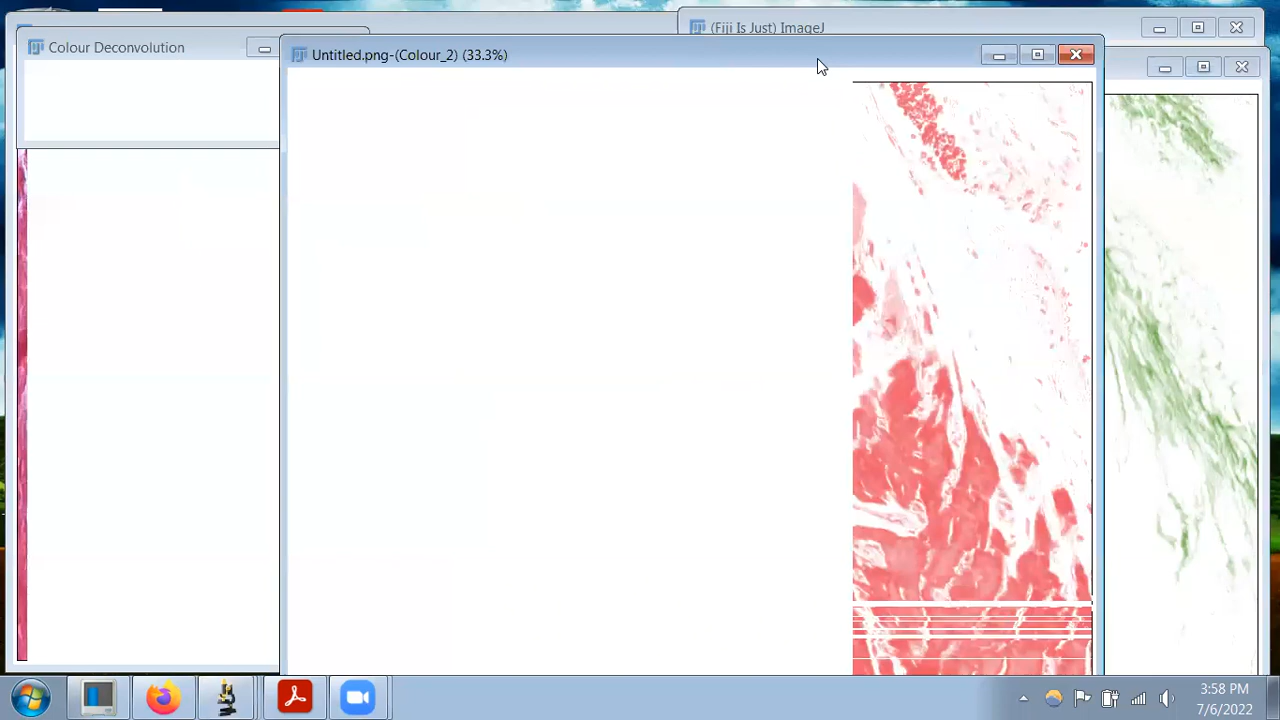 (Fiji Is Just) ImageJ
Colour Deconvolution
Untitled.png-(Colour_2) (33.3%)
3:58 PM
7/6/2022